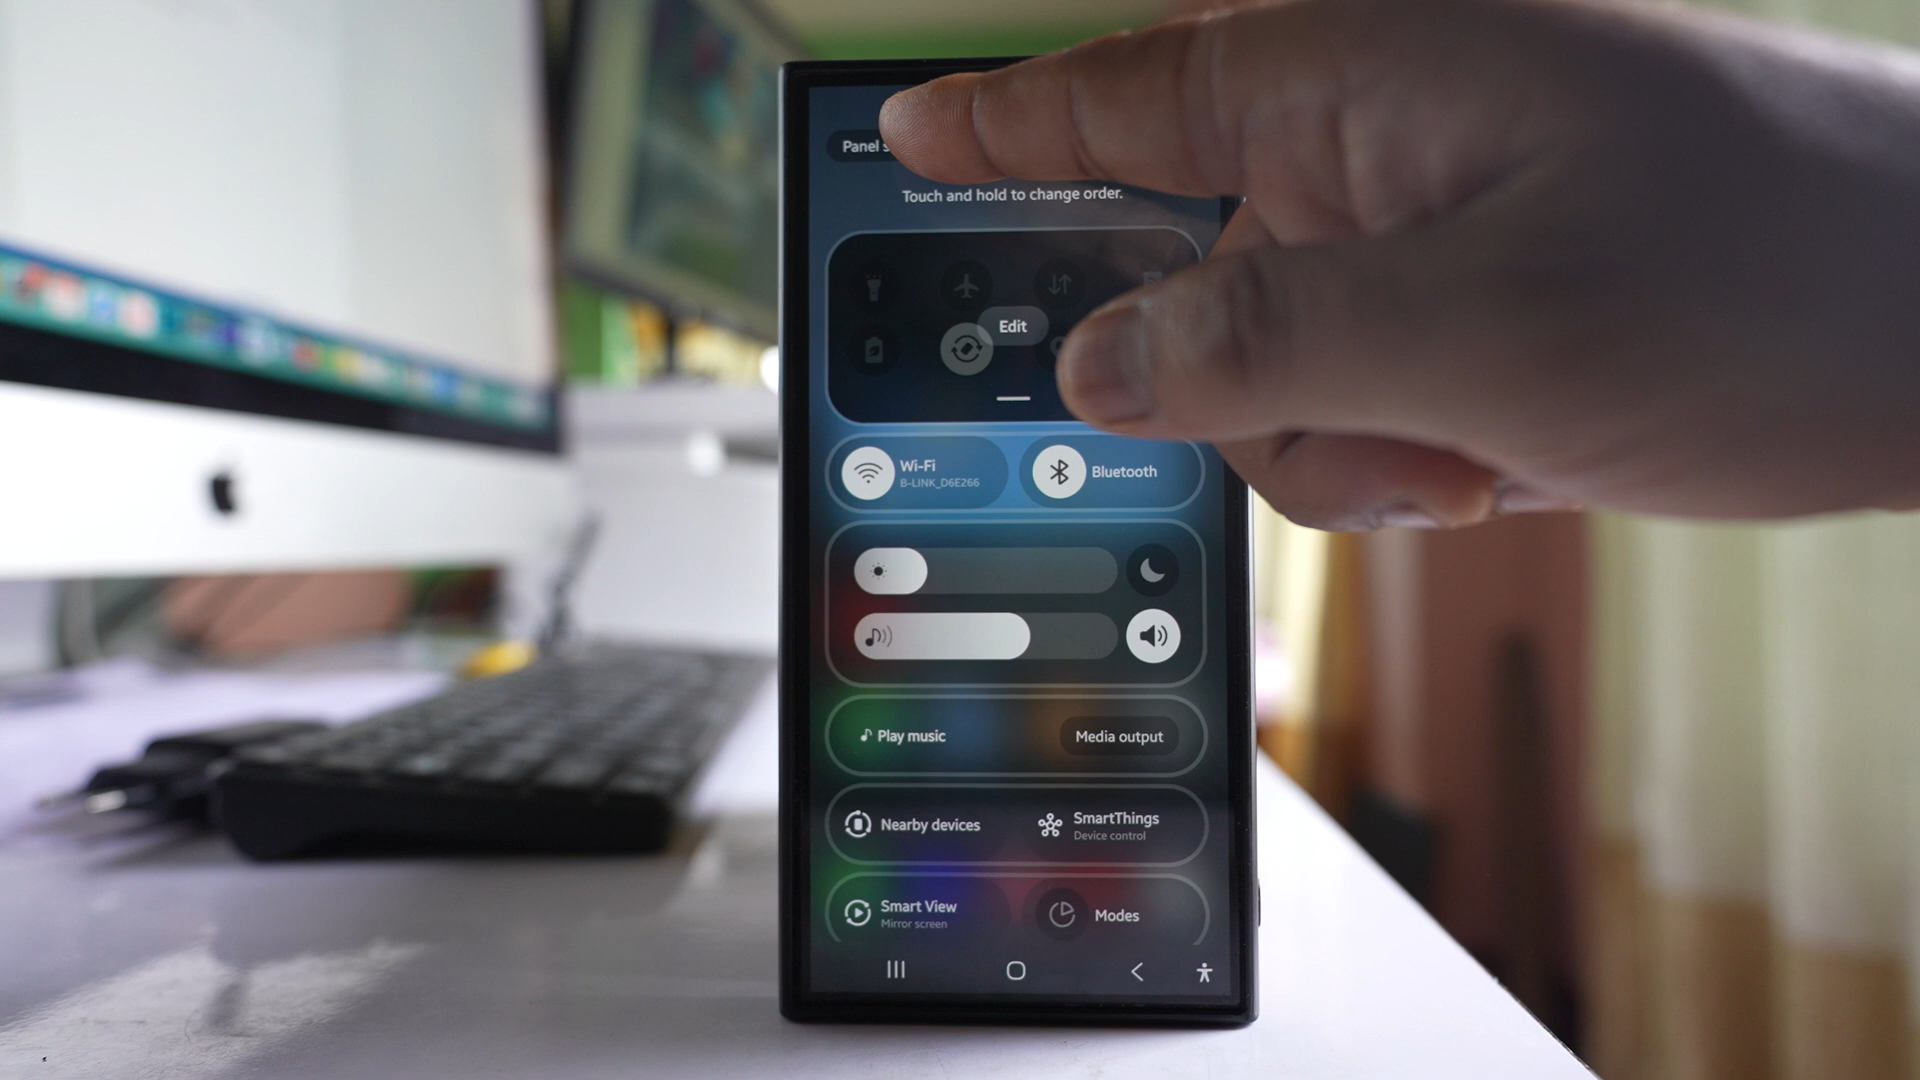 Panel
Touch and hold to change order.
Edit
Wi-Fi
B-LINK_D6E266
Bluetooth
Play music
Media output
Nearby devices
SmartThings
Device control
Smart View
Mirror screen
Modes